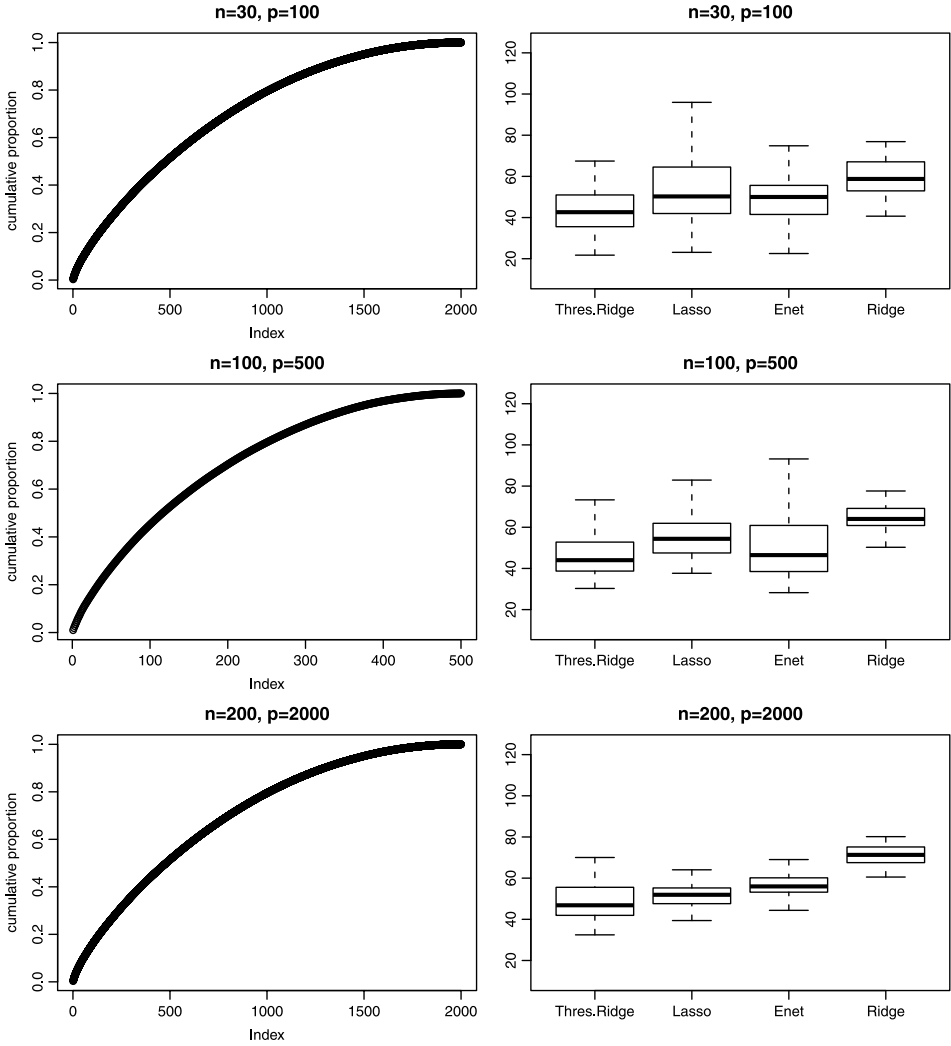 n=30, p=100
cumulative proportion
0.0 0.2 0.4 0.6 0.8 1.0
0 500 1000 1500 2000
Index
n=30, p=100
20 40 60 80 100 120
Thres.Ridge Lasso Enet Ridge
n=100, p=500
cumulative proportion
0.0 0.2 0.4 0.6 0.8 1.0
0 100 200 300 400 500
Index
n=100, p=500
20 40 60 80 100 120
Thres.Ridge Lasso Enet Ridge
n=200, p=2000
cumulative proportion
0.0 0.2 0.4 0.6 0.8 1.0
0 500 1000 1500 2000
Index
n=200, p=2000
20 40 60 80 100 120
Thres.Ridge Lasso Enet Ridge